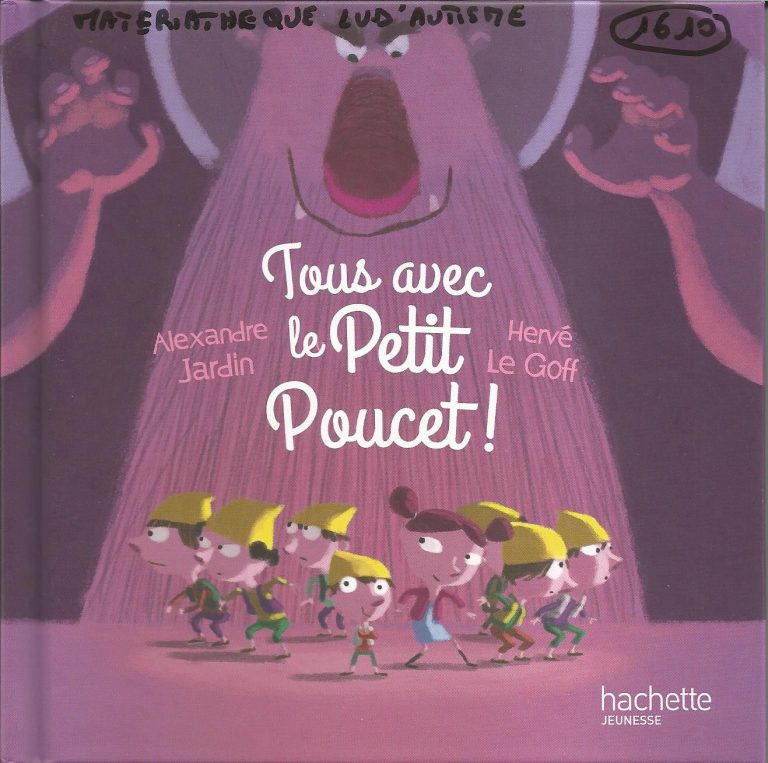 MATERIATHEQUE LUD'AUTISME
1610
Tous avec
le Petit
Poucet !
Alexandre
Jardin
Hervé
Le Goff
hachette
JEUNESSE